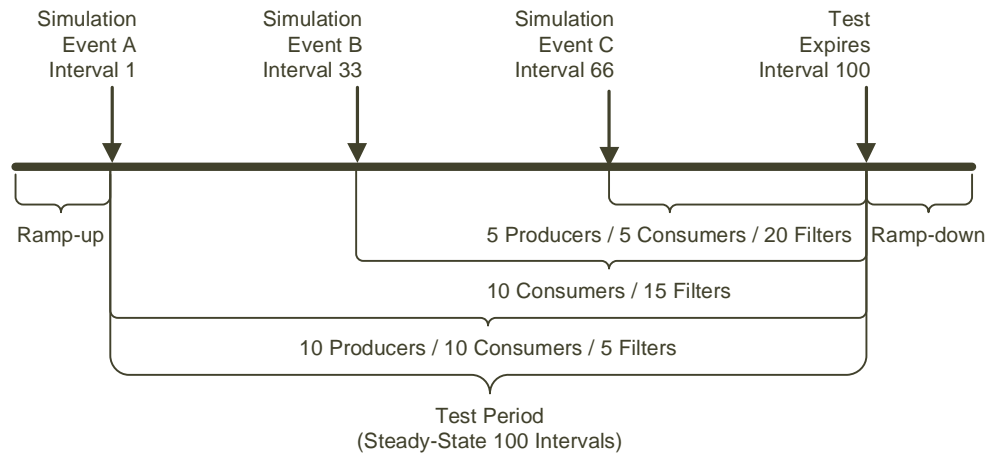 Simulation
Event A
Interval 1
Simulation
Event B
Interval 33
Simulation
Event C
Interval 66
Test
Expires
Interval 100
Ramp-up
5 Producers / 5 Consumers / 20 Filters
Ramp-down
10 Consumers / 15 Filters
10 Producers / 10 Consumers / 5 Filters
Test Period
(Steady-State 100 Intervals)